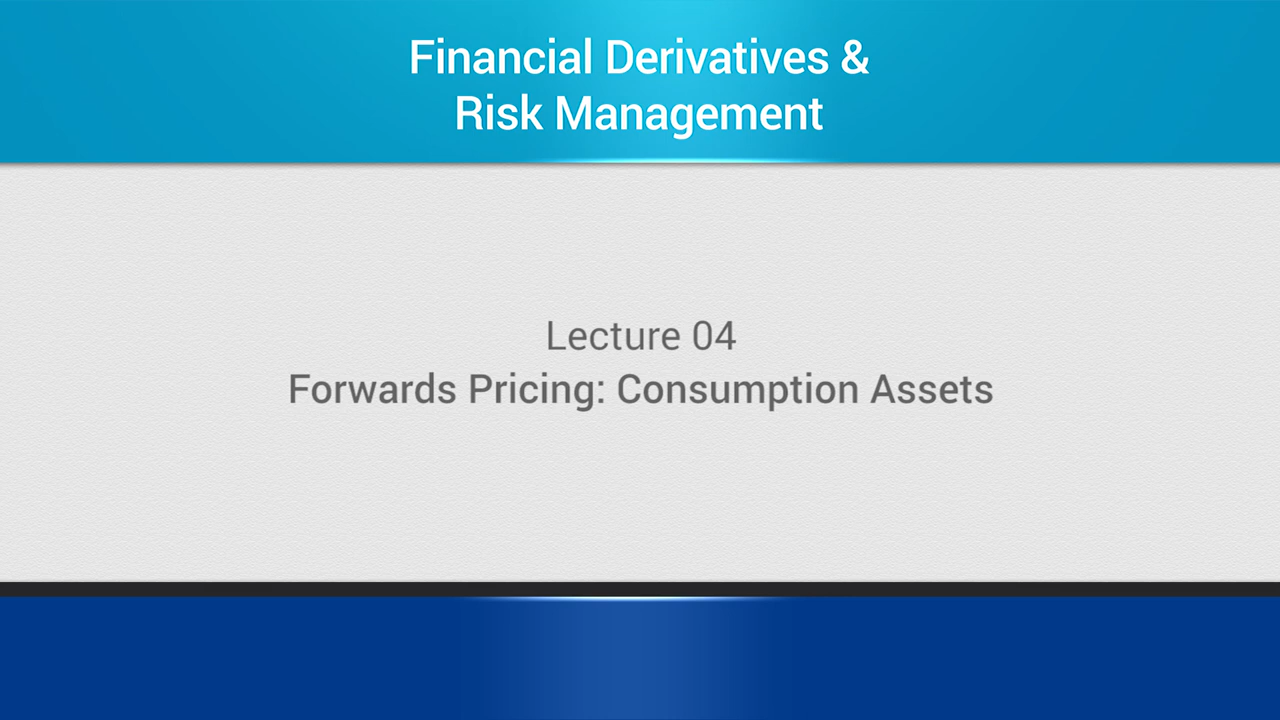 Financial Derivatives &
Risk Management
Lecture 04
Forwards Pricing: Consumption Assets